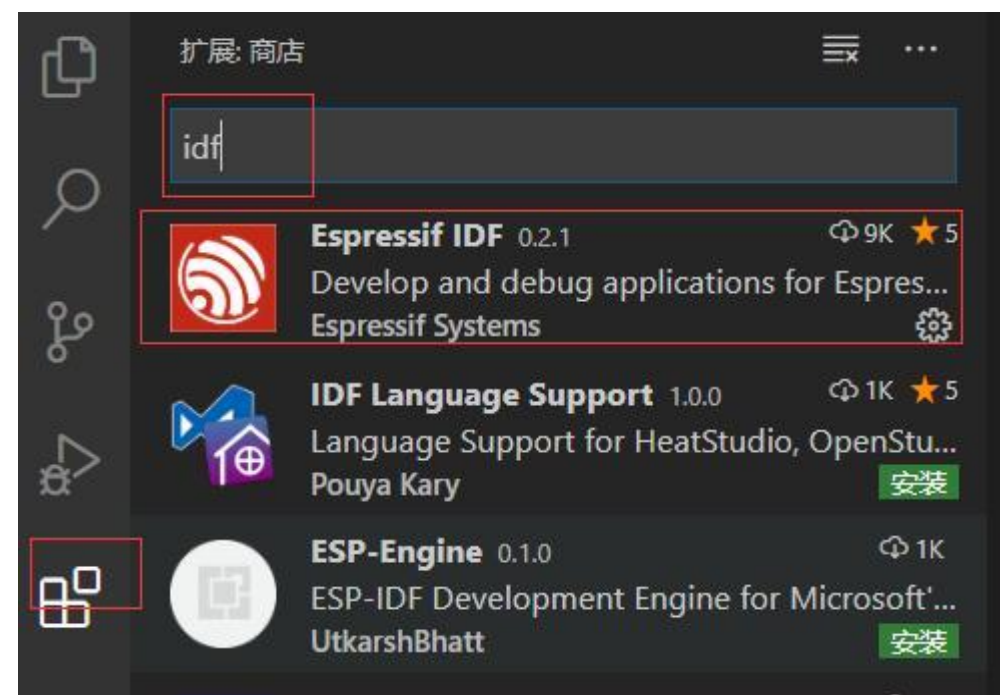 扩展: 商店
idf
Espressif IDF 0.2.1 9K ★ 5
Develop and debug applications for Espres...
Espressif Systems
IDF Language Support 1.0.0 1K ★ 5
Language Support for HeatStudio, OpenStu...
Pouya Kary 安装
ESP-Engine 0.1.0 1K
ESP-IDF Development Engine for Microsoft'...
UtkarshBhatt 安装